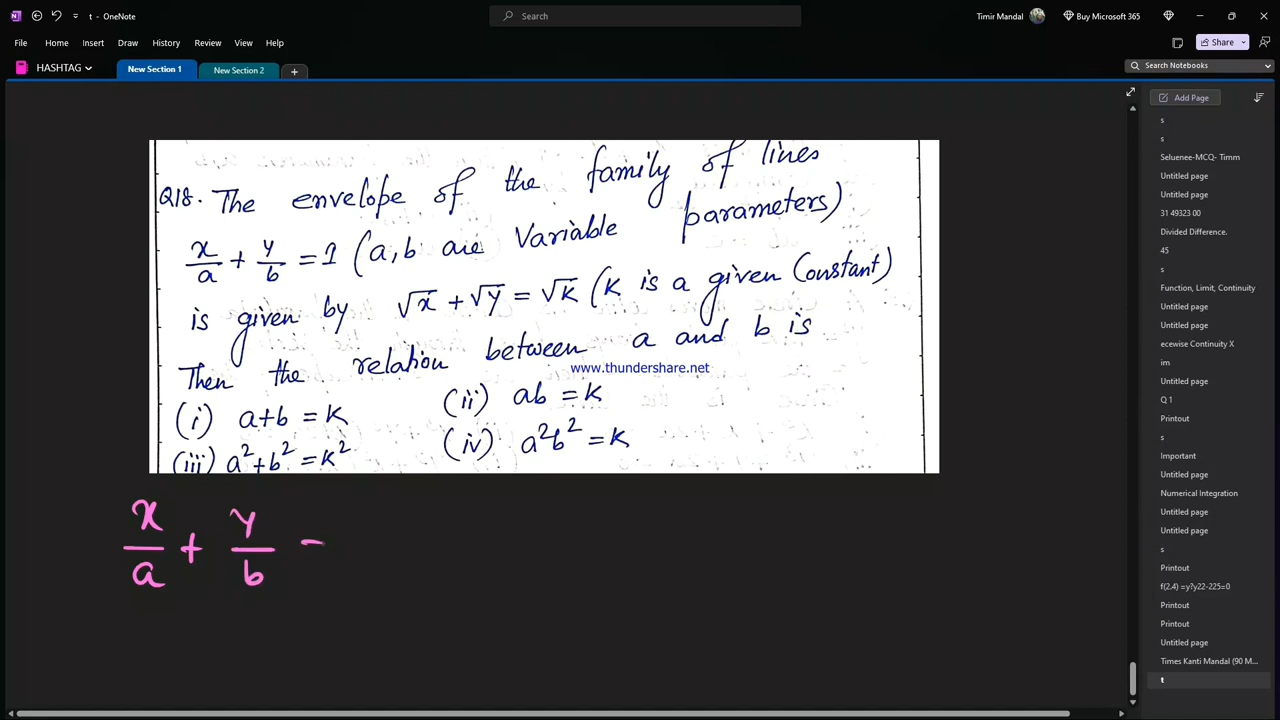 t - OneNote
Search
Timir Mandal
Buy Microsoft 365
File Home Insert Draw History Review View Help
Share
HASHTAG
New Section 1
New Section 2
+
Search Notebooks
Add Page
Q18. The envelope of the family of lines
x/a + y/b = 1 (a, b are Variable parameters)
is given by √x + √y = √K (K is a given Constant)
Then the relation between a and b is
www.thundershare.net
(i) a+b = K (ii) ab = K
(iii) a²+b² = K² (iv) a²b² = K
x/a + y/b -
s
s
Seluenee-MCQ- Timm
Untitled page
Untitled page
31 49323 00
Divided Difference.
45
s
Function, Limit, Continuity
Untitled page
Untitled page
ecewise Continuity X
im
Untitled page
Q 1
Printout
s
Important
Untitled page
Numerical Integration
Untitled page
Untitled page
s
Printout
f(2.4) =y?y22-225=0
Printout
Printout
Untitled page
Times Kanti Mandal (90 M...
t